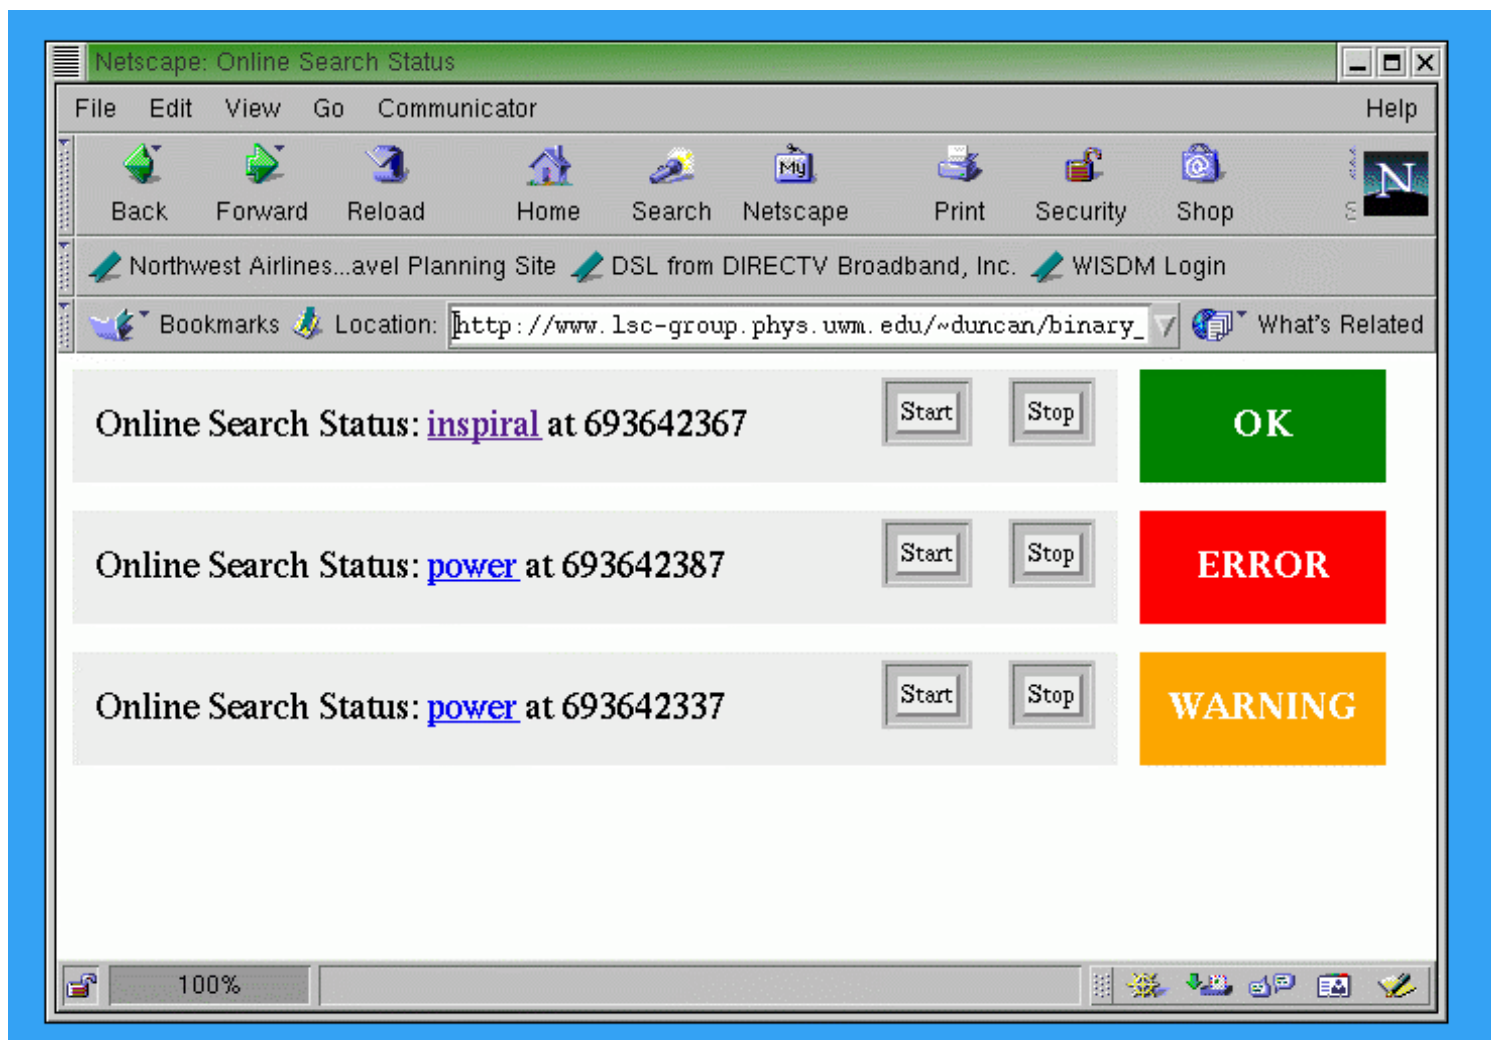 Netscape: Online Search Status
File Edit View Go Communicator Help
My N
Back Forward Reload Home Search Netscape Print Security Shop
Northwest Airlines...avel Planning Site DSL from DIRECTV Broadband, Inc. WISDM Login
Bookmarks Location: http://www.lsc-group.phys.uwm.edu/~duncan/binary_ What's Related
Online Search Status: inspiral at 693642367 Start Stop OK
Online Search Status: power at 693642387 Start Stop ERROR
Online Search Status: power at 693642337 Start Stop WARNING
100%